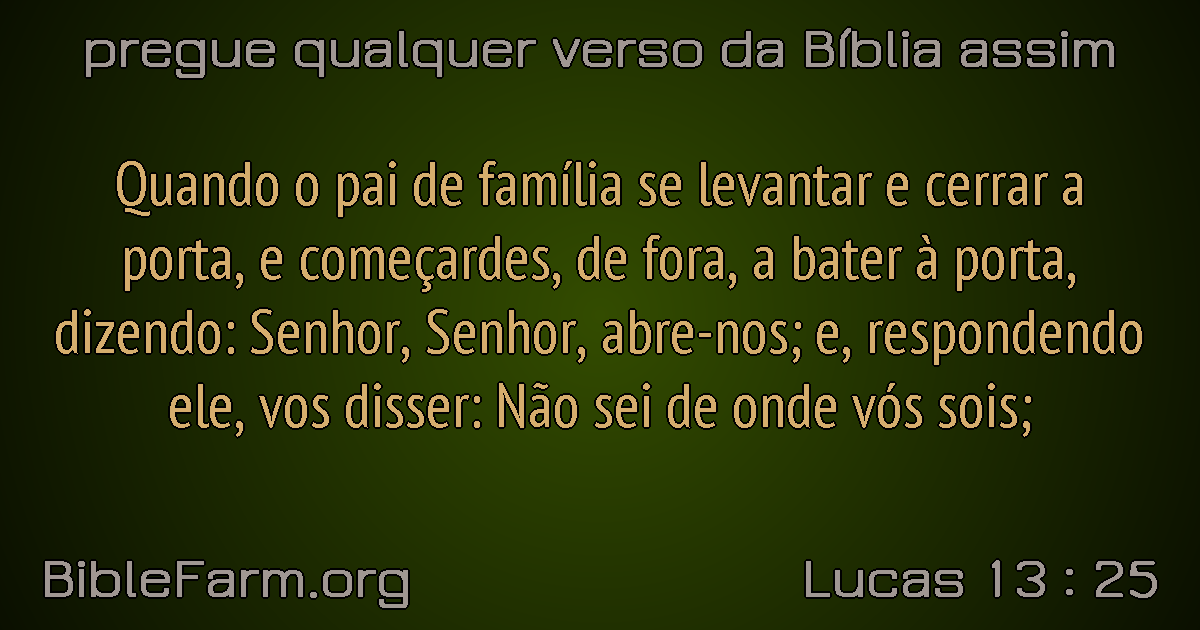 pregue qualquer verso da Bíblia assim
Quando o pai de família se levantar e cerrar a
porta, e começardes, de fora, a bater à porta,
dizendo: Senhor, Senhor, abre-nos; e, respondendo
ele, vos disser: Não sei de onde vós sois;
BibleFarm.org
Lucas 13 : 25